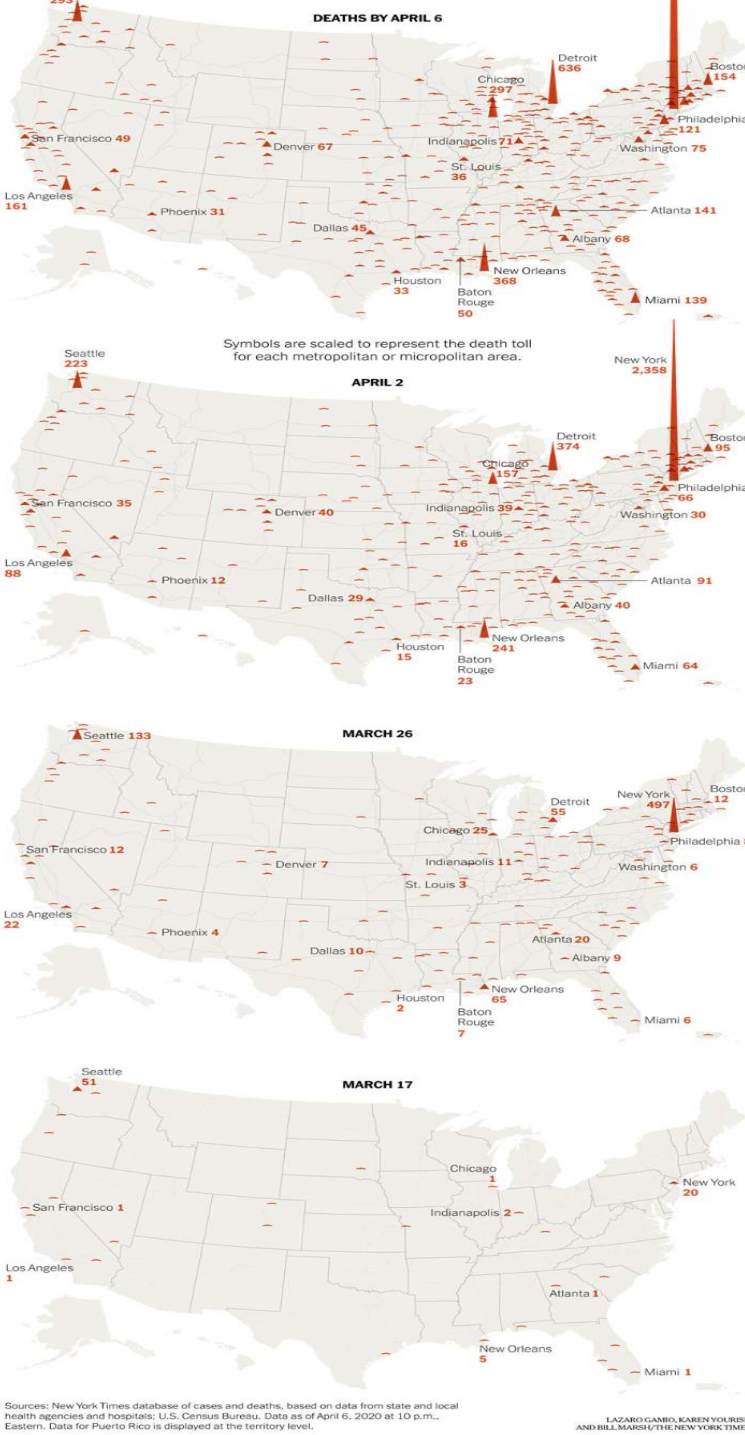 DEATHS BY APRIL 6
Detroit
636
Boston
154
Chicago
297
Philadelphia
121
San Francisco 49
Denver 67
Indianapolis 71
Washington 75
St. Louis
36
Los Angeles
161
Phoenix 31
Atlanta 141
Dallas 45
Albany 68
New Orleans
368
Houston
33
Baton
Rouge
50
Miami 139
Symbols are scaled to represent the death toll
for each metropolitan or micropolitan area.
Seattle
223
New York
2,358
APRIL 2
Detroit
374
Boston
95
Chicago
157
Philadelphia
66
San Francisco 35
Denver 40
Indianapolis 39
Washington 30
St. Louis
16
Los Angeles
88
Phoenix 12
Atlanta 91
Dallas 29
Albany 40
New Orleans
241
Houston
15
Baton
Rouge
23
Miami 64
MARCH 26
Seattle 133
New York
497
Boston
12
Detroit
55
Chicago 25
Philadelphia
San Francisco 12
Denver 7
Indianapolis 11
Washington 6
St. Louis 3
Los Angeles
22
Phoenix 4
Atlanta 20
Dallas 10
Albany 9
New Orleans
65
Houston
2
Baton
Rouge
7
Miami 6
Seattle
51
MARCH 17
Chicago
1
New York
20
San Francisco 1
Indianapolis 2
Los Angeles
1
Atlanta 1
New Orleans
5
Miami 1
Sources: New York Times database of cases and deaths, based on data from state and local
health agencies and hospitals; U.S. Census Bureau. Data as of April 6, 2020 at 10 p.m.,
Eastern. Data for Puerto Rico is displayed at the territory level.
LAZARO GAMIO, KAREN YOURIS
AND BILL MARSH/THE NEW YORK TIME